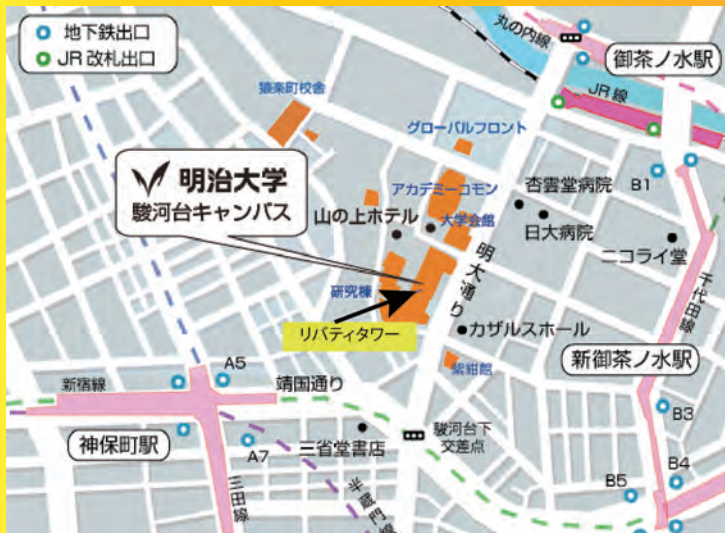 地下鉄出口
JR改札出口
丸の内線
御茶ノ水駅
JR線
猿楽町校舎
グローバルフロント
明治大学
駿河台キャンパス
アカデミーコモン
杏雲堂病院
B1
山の上ホテル
大学会館
日大病院
ニコライ堂
明大通り
研究棟
千代田線
リバティタワー
カザルスホール
新御茶ノ水駅
紫紺館
A5
新宿線
靖国通り
B3
駿河台下
交差点
神保町駅
A7
三省堂書店
B4
B5
三田線
半蔵門線